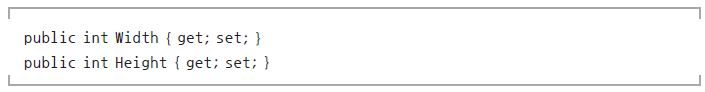 public int Width { get; set; }
public int Height { get; set; }